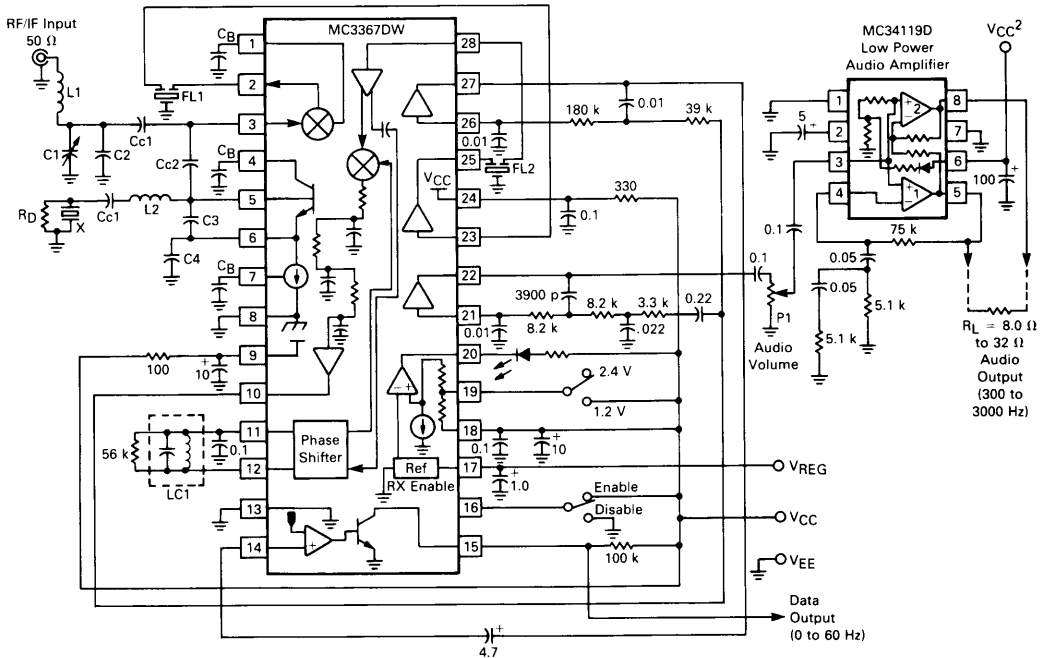 RF/IF Input
50 Ω
L1
C1
C2
Cc1
Cc2
FL1
RD
X
Cc1
L2
C3
C4
CB
CB
CB
100
+
10
56 k
LC1
0.1
MC3367DW
1
2
3
4
5
6
7
8
9
10
11
12
13
14
Phase
Shifter
+
− +
Ref
RX Enable
28
27
26
25
24
23
22
21
20
19
18
17
16
15
VCC
0.01
180 k
39 k
0.01
FL2
330
0.1
0.1
3900 p
8.2 k
3.3 k
0.22
0.01
8.2 k
.022
2.4 V
1.2 V
0.1
+
10
+
1.0
Enable
Disable
100 k
+
4.7
P1
Audio
Volume
0.1
MC34119D
Low Power
Audio Amplifier
1
2
3
4
8
7
6
5
+
2
−
+
1
−
5
+
VCC2
+
100
75 k
0.05
0.05
5.1 k
5.1 k
RL = 8.0 Ω
to 32 Ω
Audio
Output
(300 to
3000 Hz)
VREG
VCC
VEE
Data
Output
(0 to 60 Hz)